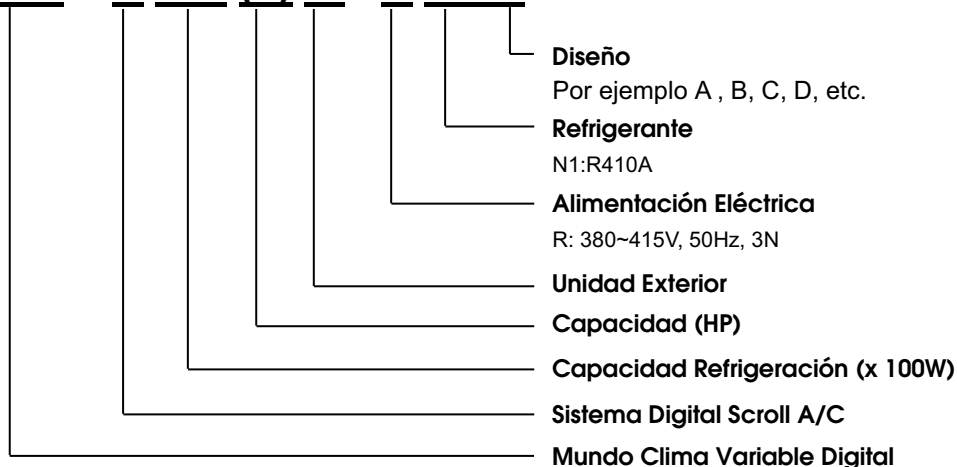 Diseño
Por ejemplo A , B, C, D, etc.
Refrigerante
N1:R410A
Alimentación Eléctrica
R: 380~415V, 50Hz, 3N
Unidad Exterior
Capacidad (HP)
Capacidad Refrigeración (x 100W)
Sistema Digital Scroll A/C
Mundo Clima Variable Digital